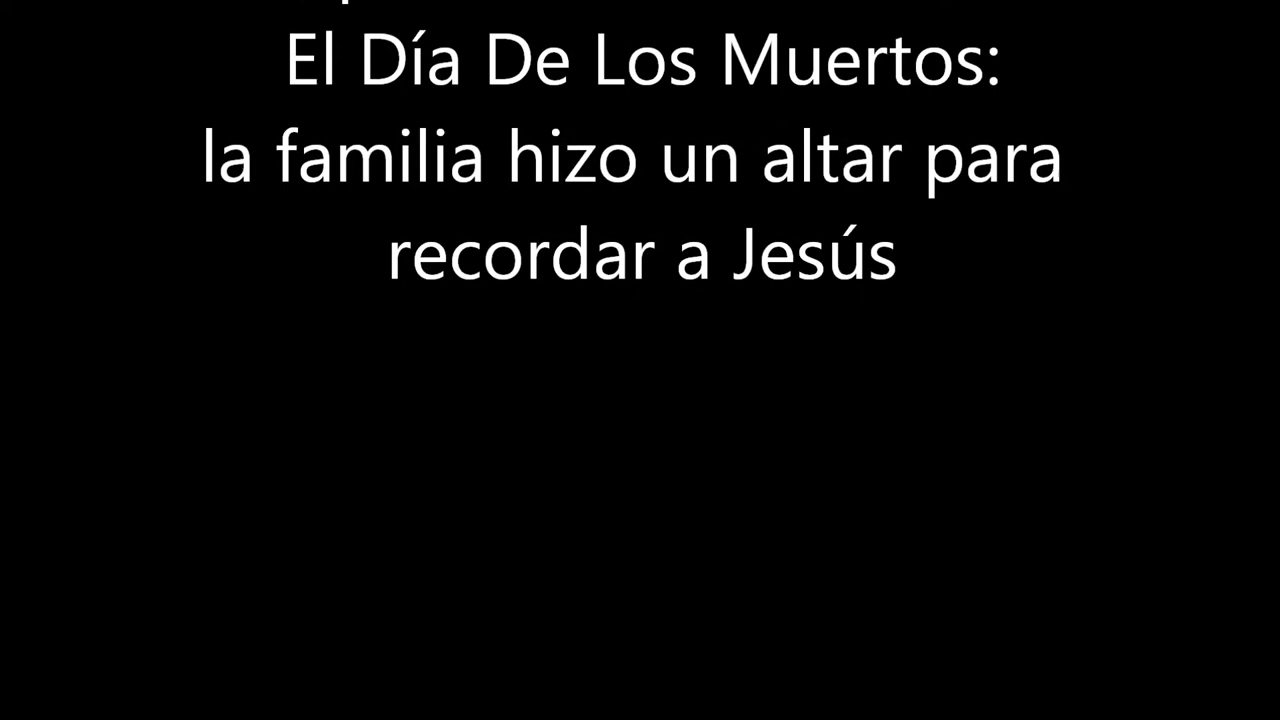 El Día De Los Muertos:
la familia hizo un altar para
recordar a Jesús